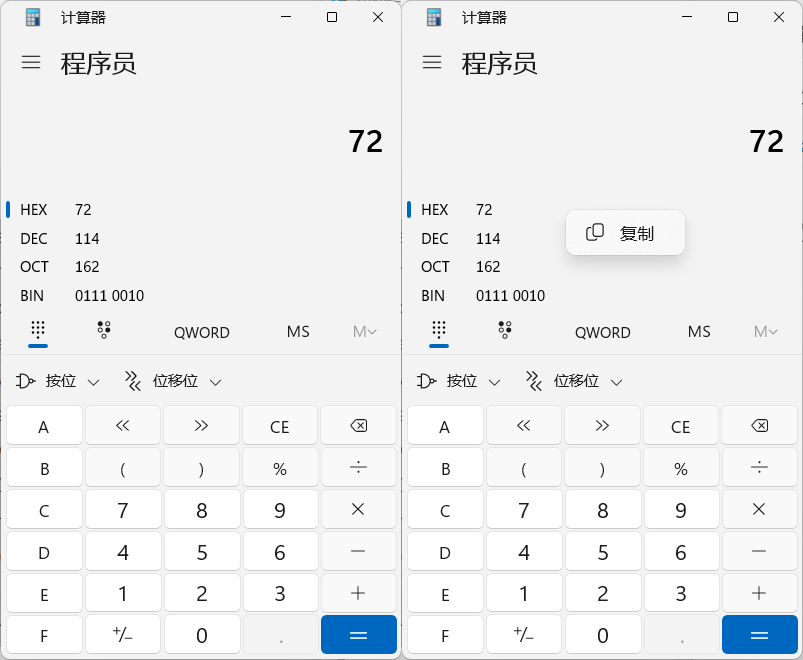 计算器
程序员
72
HEX 72
DEC 114
OCT 162
BIN 0111 0010
QWORD MS M
按位 位移位
A << >> CE
B ( ) % ÷
C 7 8 9 ×
D 4 5 6 −
E 1 2 3 +
F +/− 0 . =
计算器
程序员
72
HEX 72
复制
DEC 114
OCT 162
BIN 0111 0010
QWORD MS M
按位 位移位
A << >> CE
B ( ) % ÷
C 7 8 9 ×
D 4 5 6 −
E 1 2 3 +
F +/− 0 . =